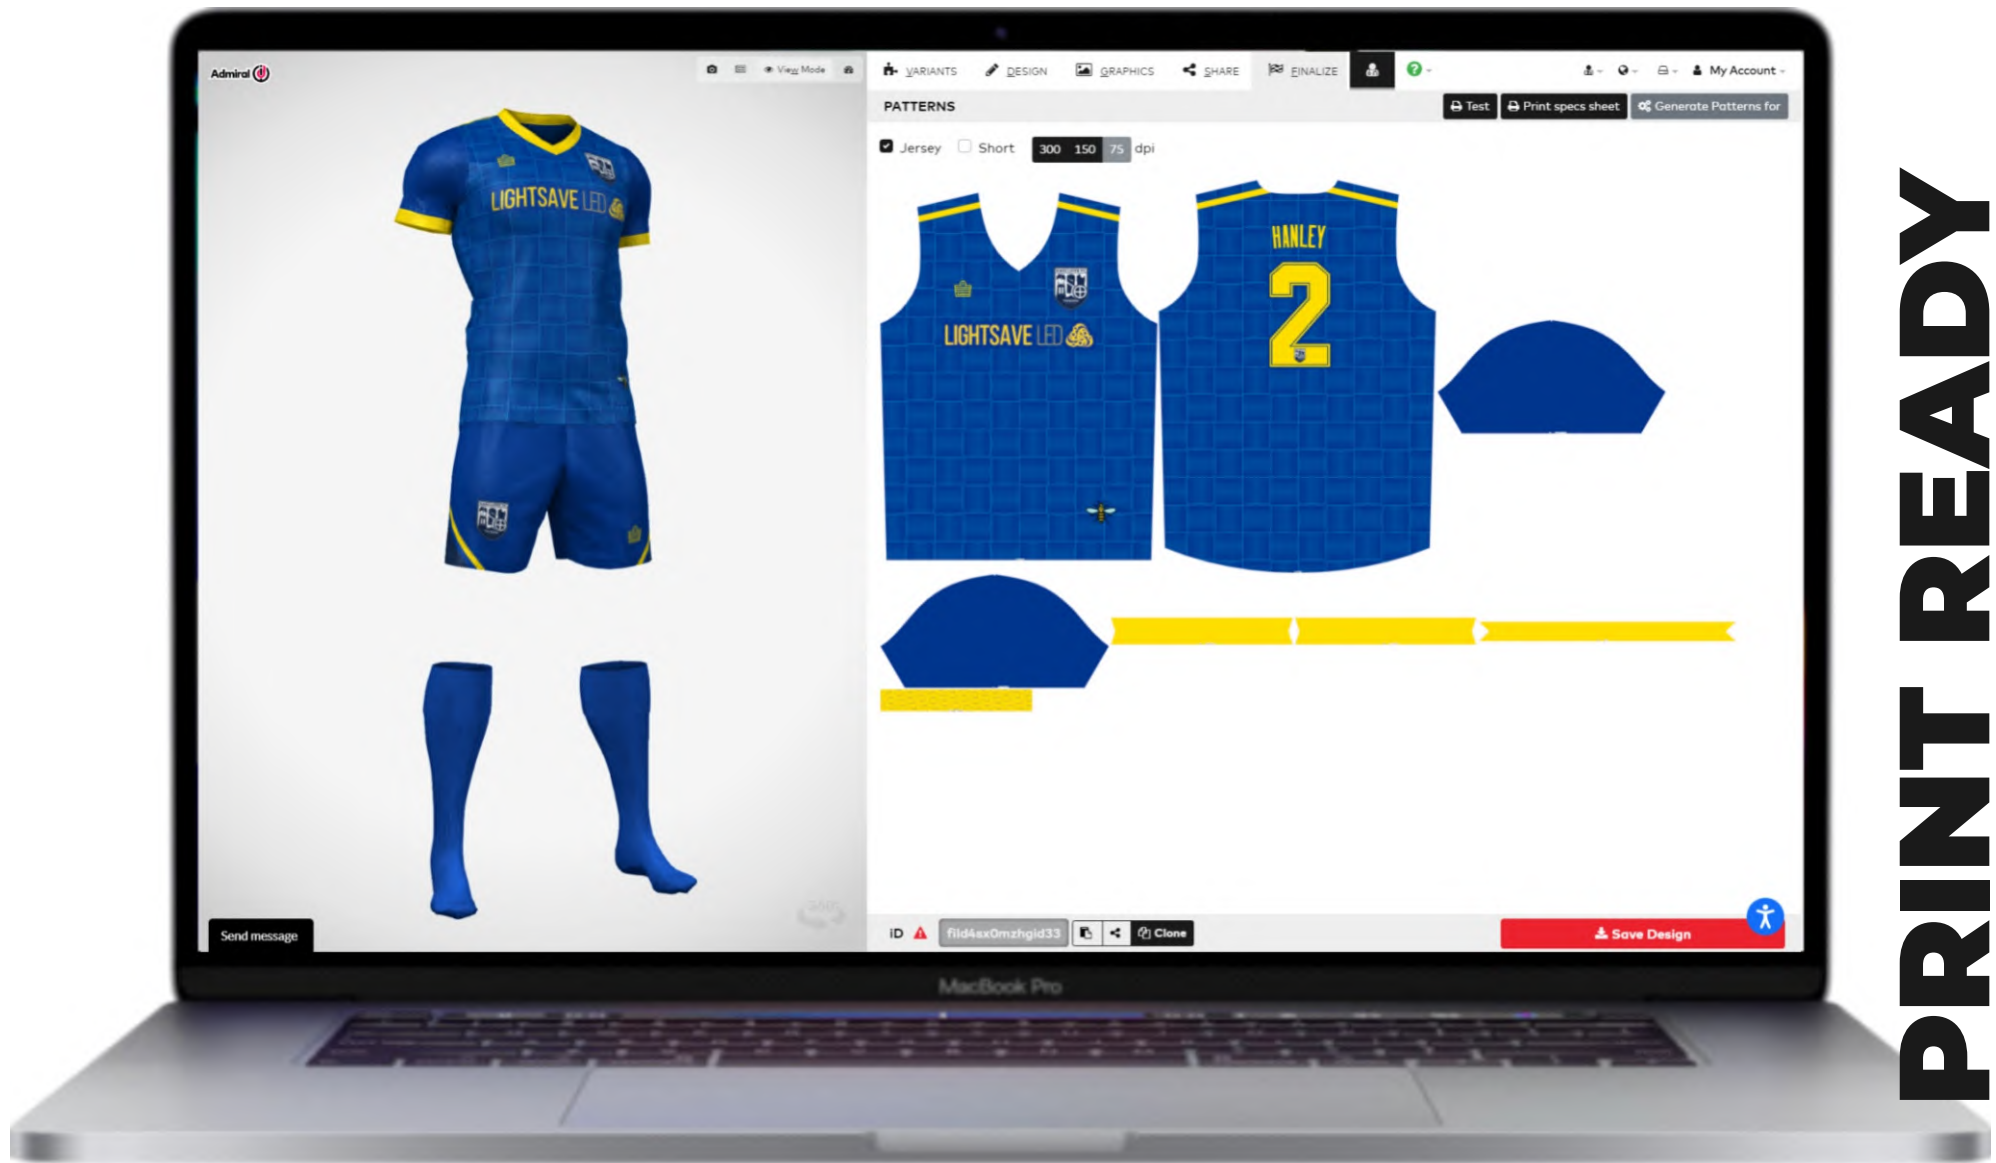 Admiral
View Mode
VARIANTS
DESIGN
GRAPHICS
SHARE
FINALIZE
My Account
PATTERNS
Test
Print specs sheet
Generate Patterns for
Jersey
Short
300 150 75 dpi
LIGHTSAVE LED
LIGHTSAVE LED
HANLEY
2
360°
Send message
iD
fild4sx0mzhgid33
Clone
Save Design
MacBook Pro
PRINT READY